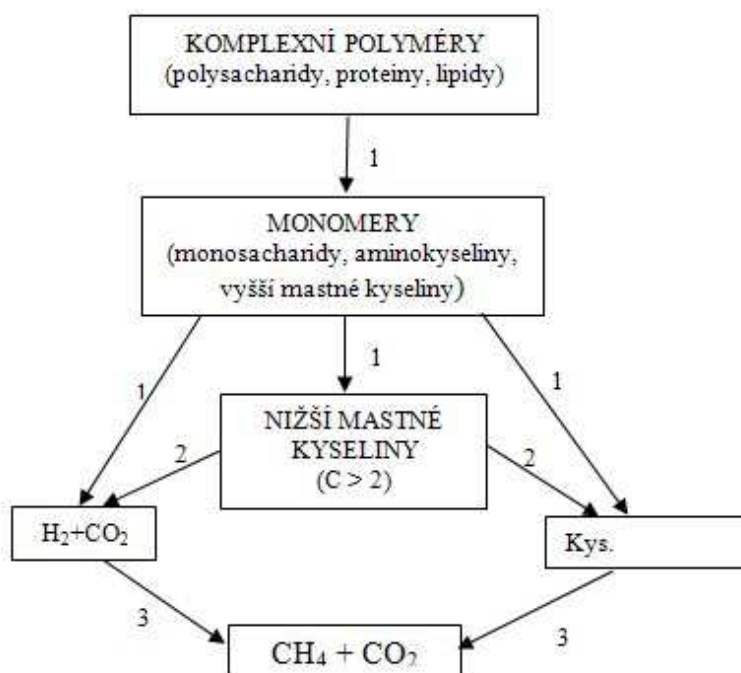 KOMPLEXNÍ POLYMÉRY
(polysacharidy, proteiny, lipidy)
1
MONOMERY
(monosacharidy, aminokyseliny,
vyšší mastné kyseliny)
1
1
1
NIŽŠÍ MASTNÉ
KYSELINY
(C > 2)
2
2
H₂+CO₂
Kys.
3
3
CH₄ + CO₂